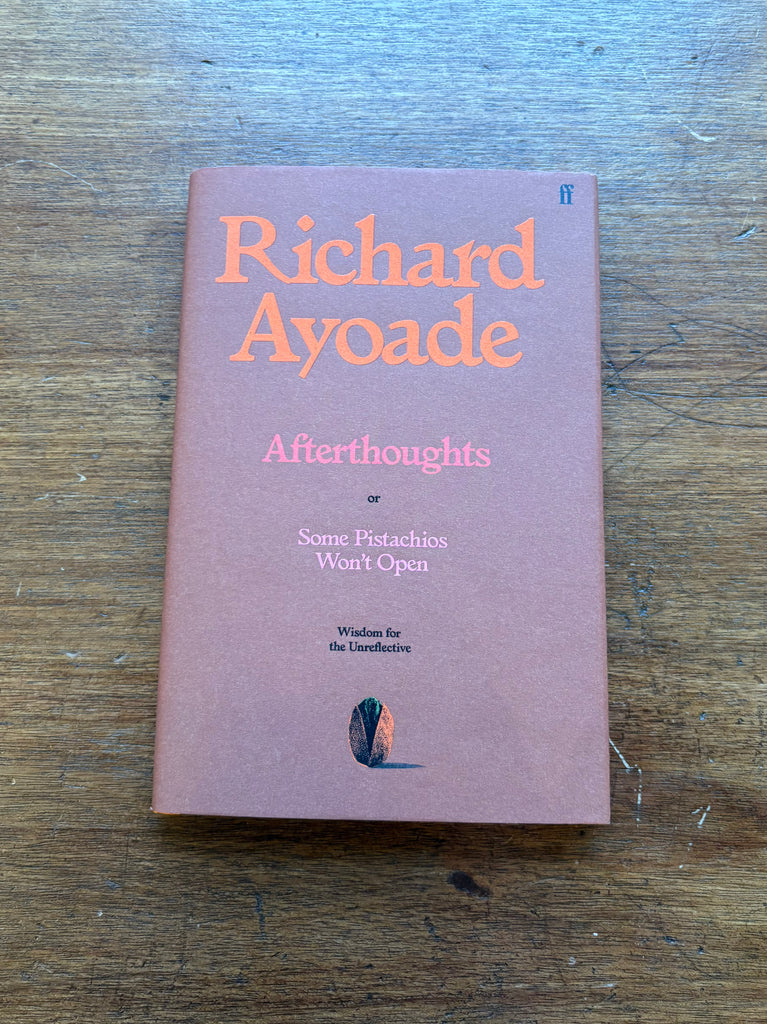 ff
Richard
Ayoade
Afterthoughts
or
Some Pistachios
Won't Open
Wisdom for
the Unreflective